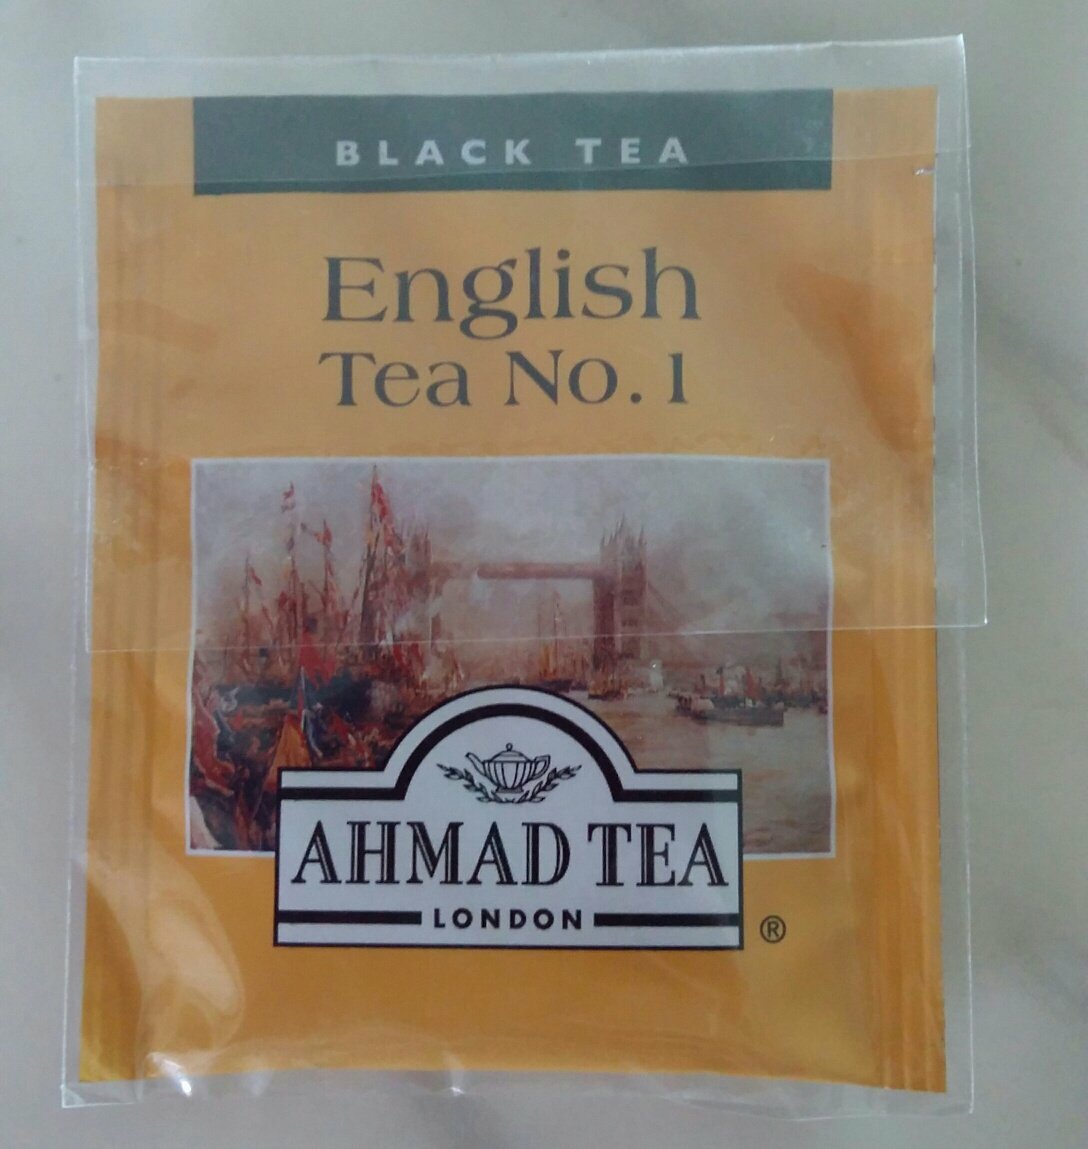 BLACK TEA
English
Tea No. 1
AHMAD TEA
LONDON
®